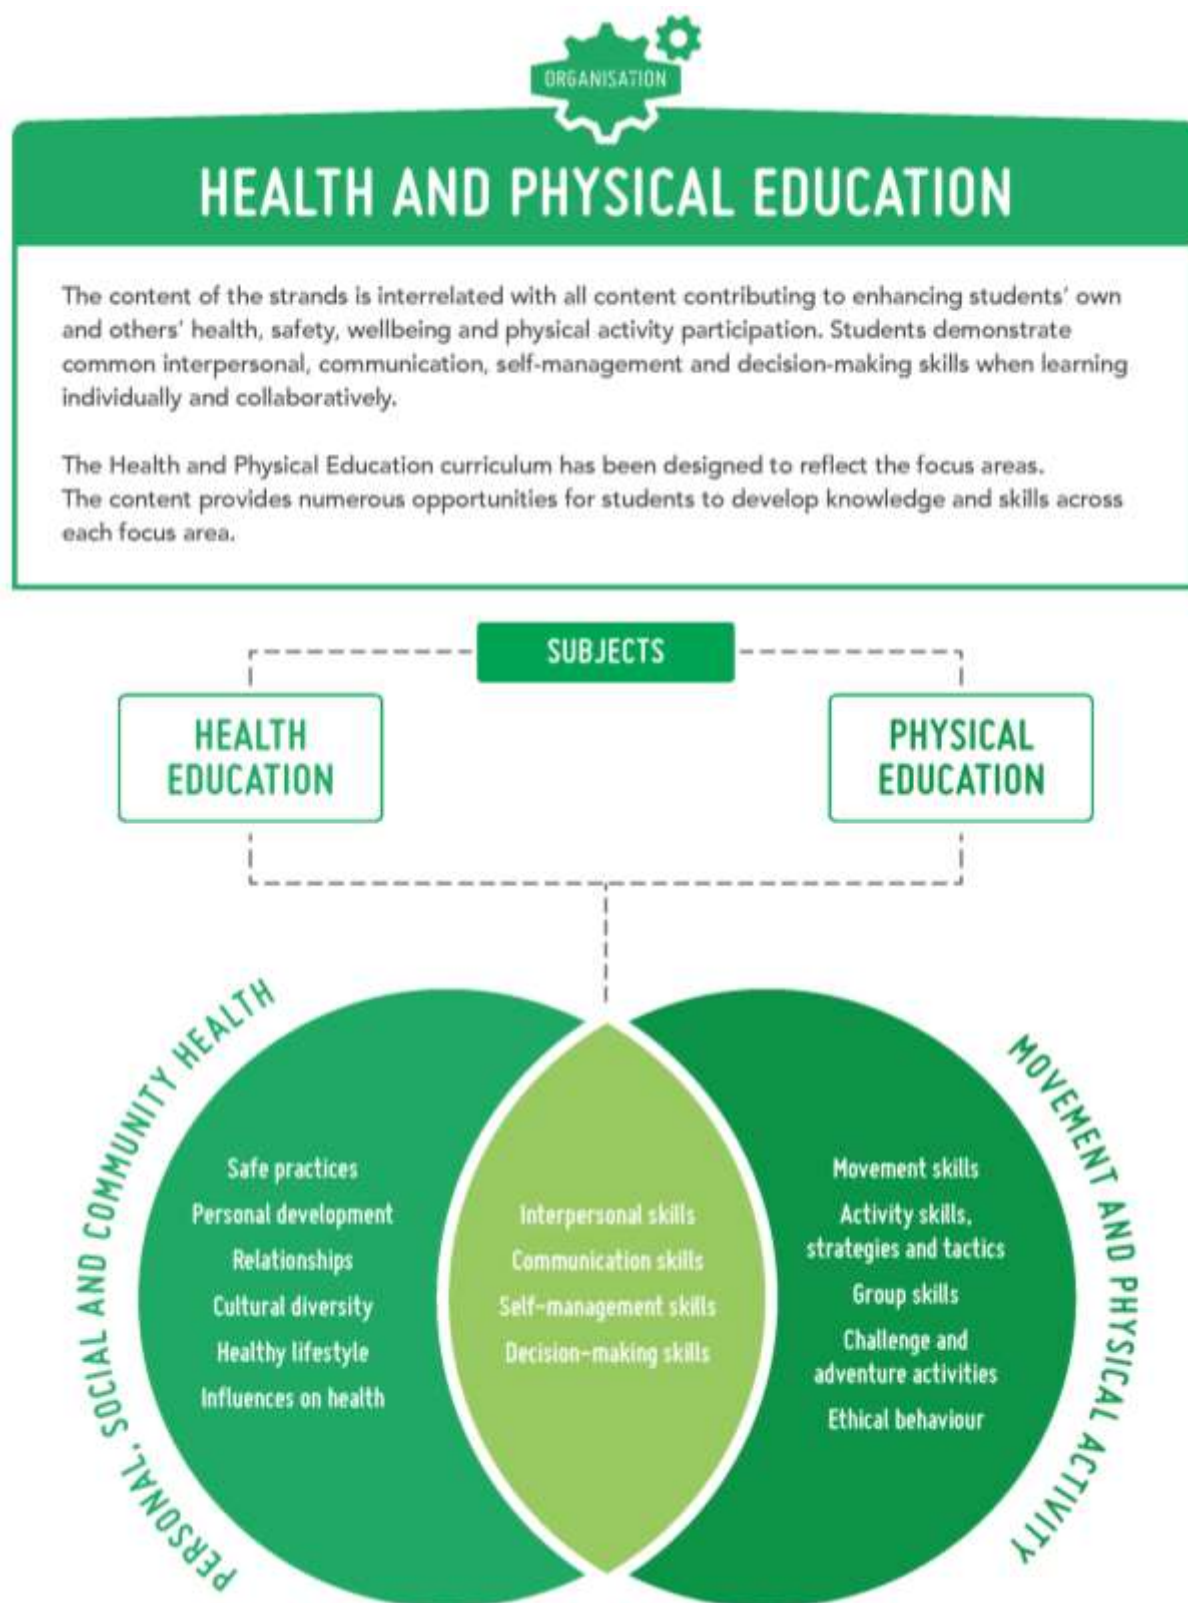 ORGANISATION
HEALTH AND PHYSICAL EDUCATION
The content of the strands is interrelated with all content contributing to enhancing students' own
and others' health, safety, wellbeing and physical activity participation. Students demonstrate
common interpersonal, communication, self-management and decision-making skills when learning
individually and collaboratively.
The Health and Physical Education curriculum has been designed to reflect the focus areas.
The content provides numerous opportunities for students to develop knowledge and skills across
each focus area.
SUBJECTS
HEALTH
EDUCATION
PHYSICAL
EDUCATION
PERSONAL, SOCIAL AND COMMUNITY HEALTH
Safe practices
Personal development
Relationships
Cultural diversity
Healthy lifestyle
Influences on health
Interpersonal skills
Communication skills
Self-management skills
Decision-making skills
Movement skills
Activity skills,
strategies and tactics
Group skills
Challenge and
adventure activities
Ethical behaviour
MOVEMENT AND PHYSICAL ACTIVITY